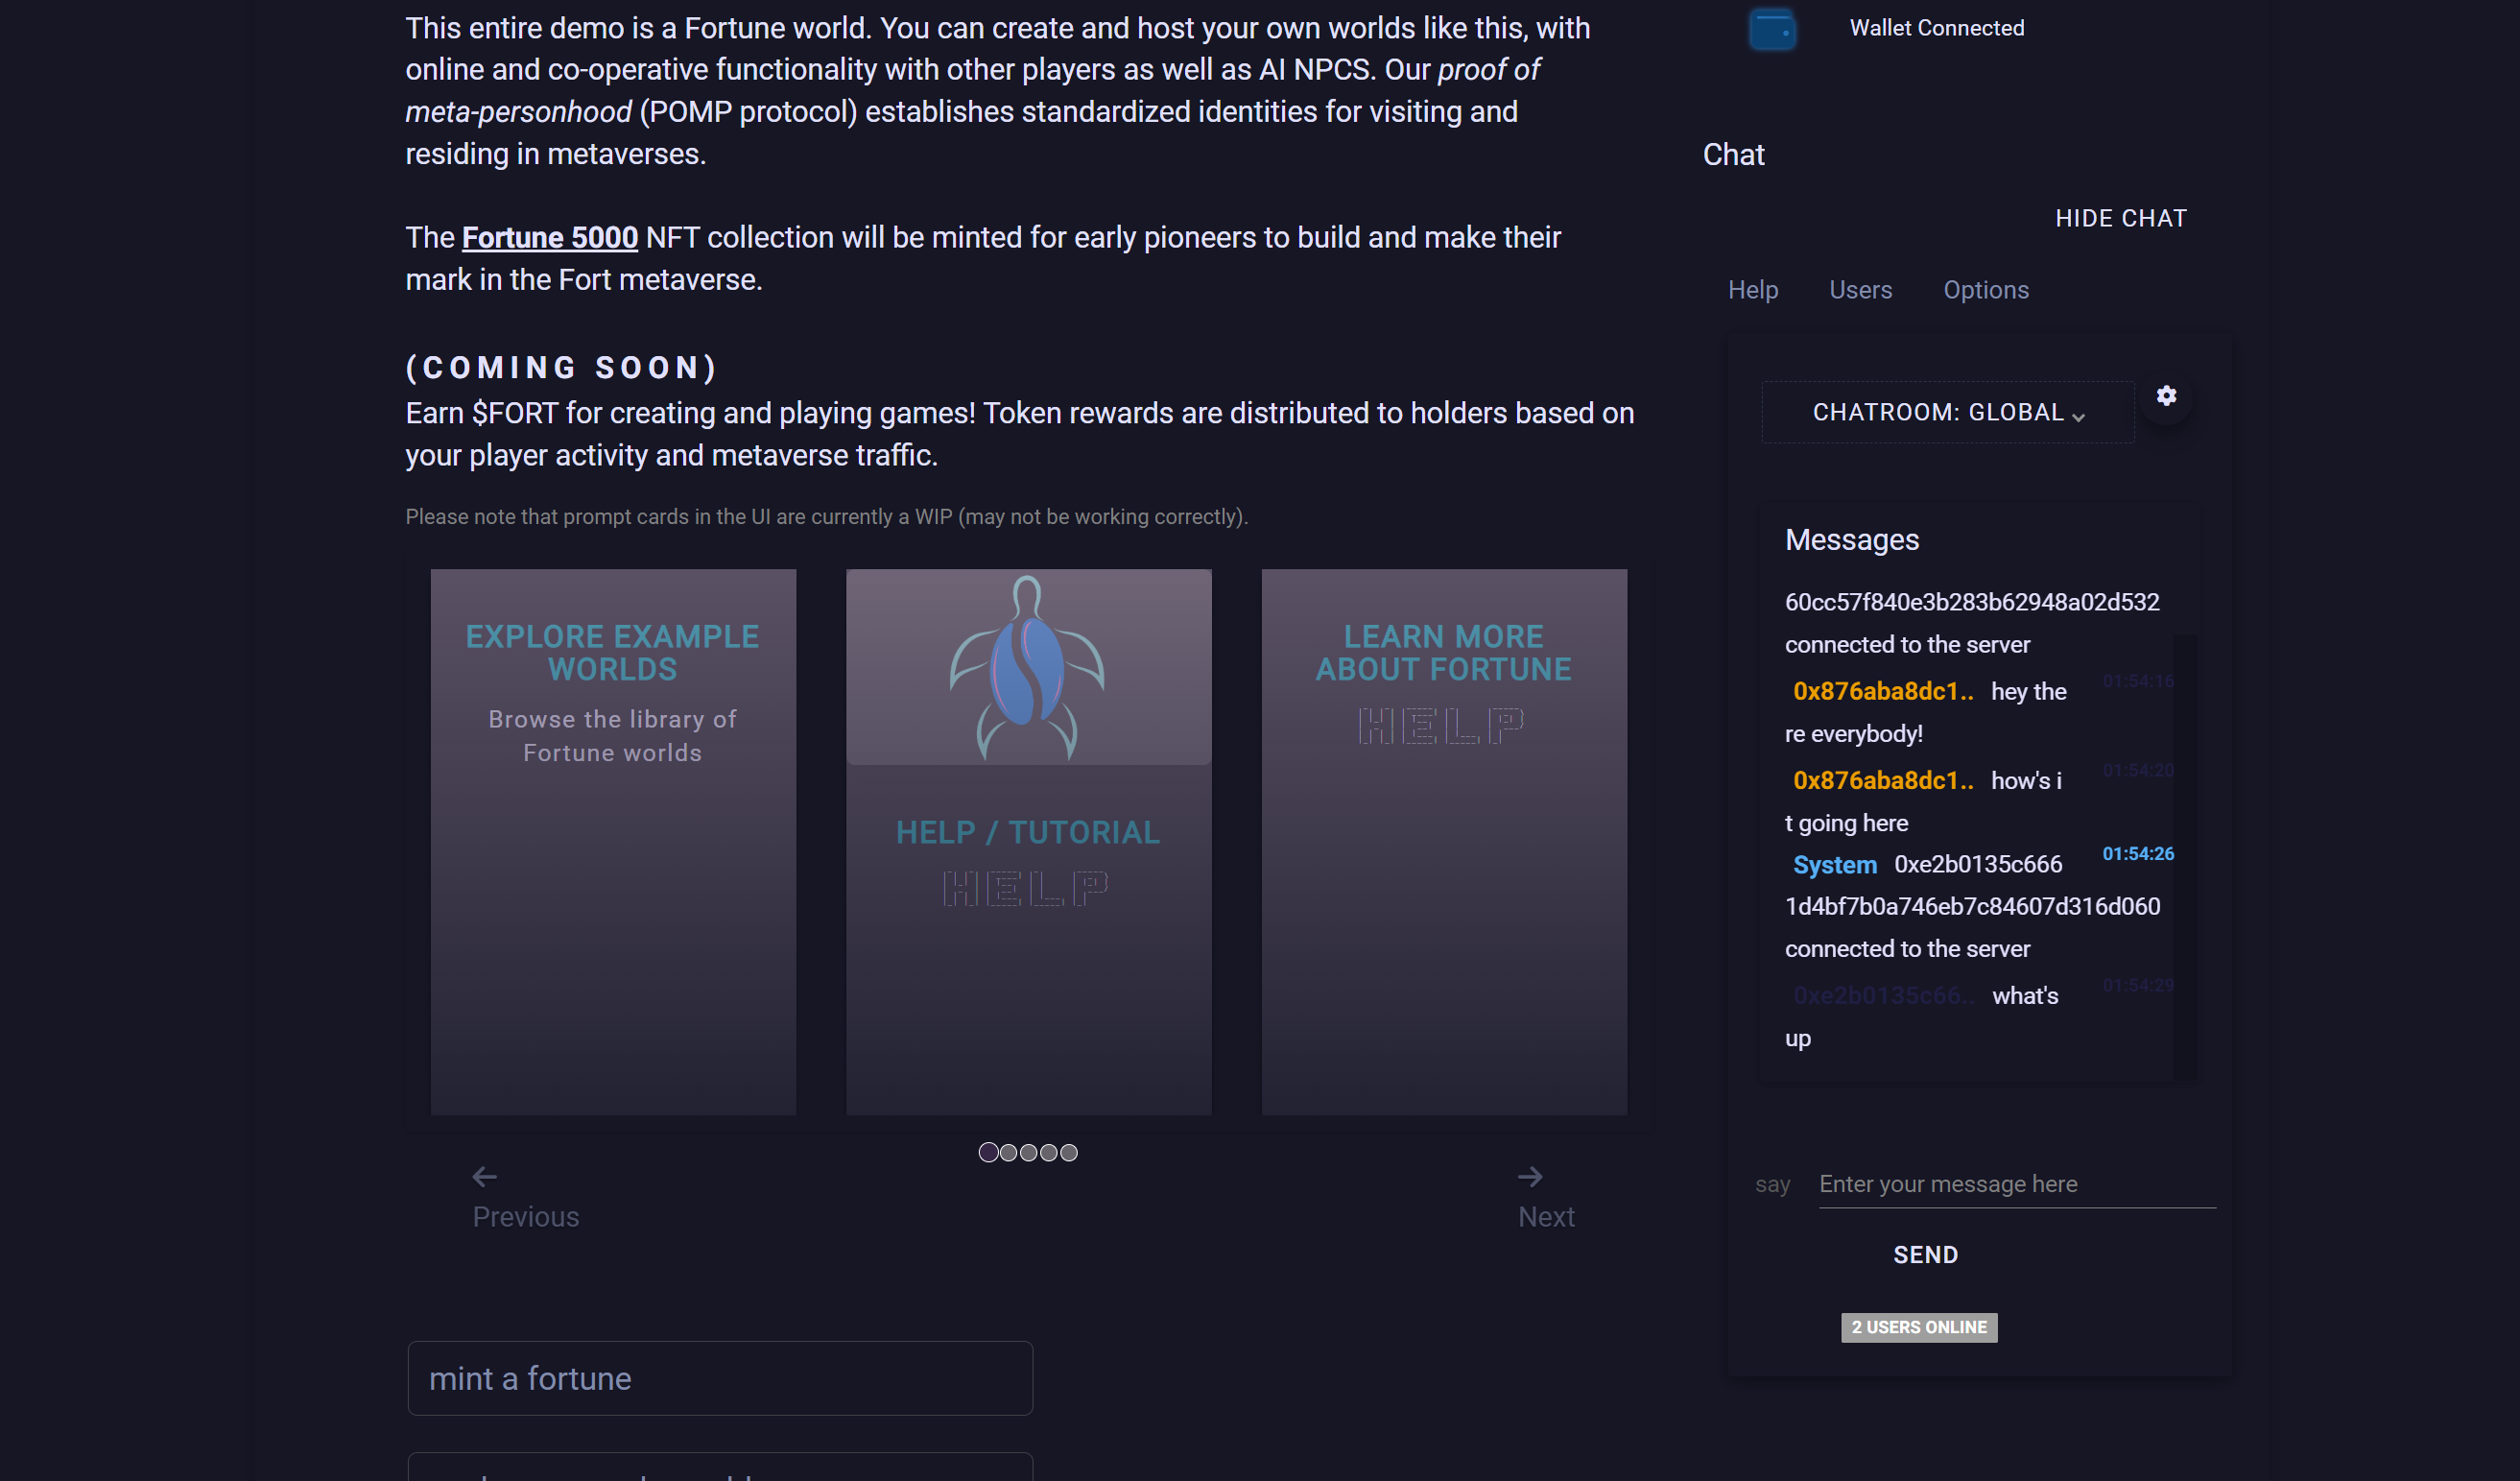 This entire demo is a Fortune world. You can create and host your own worlds like this, with
online and co-operative functionality with other players as well as AI NPCS. Our proof of
meta-personhood (POMP protocol) establishes standardized identities for visiting and
residing in metaverses.
The Fortune 5000 NFT collection will be minted for early pioneers to build and make their
mark in the Fort metaverse.
(COMING SOON)
Earn $FORT for creating and playing games! Token rewards are distributed to holders based on
your player activity and metaverse traffic.
Please note that prompt cards in the UI are currently a WIP (may not be working correctly).
EXPLORE EXAMPLE
WORLDS
Browse the library of
Fortune worlds
HELP / TUTORIAL
HELP
LEARN MORE
ABOUT FORTUNE
HELP
Previous
Next
mint a fortune
Wallet Connected
Chat
HIDE CHAT
Help Users Options
CHATROOM: GLOBAL
Messages
60cc57f840e3b283b62948a02d532
connected to the server
0x876aba8dc1.. hey the 01:54:16
re everybody!
0x876aba8dc1.. how's i 01:54:20
t going here
System 0xe2b0135c666 01:54:26
1d4bf7b0a746eb7c84607d316d060
connected to the server
0xe2b0135c66.. what's 01:54:29
up
say Enter your message here
SEND
2 USERS ONLINE